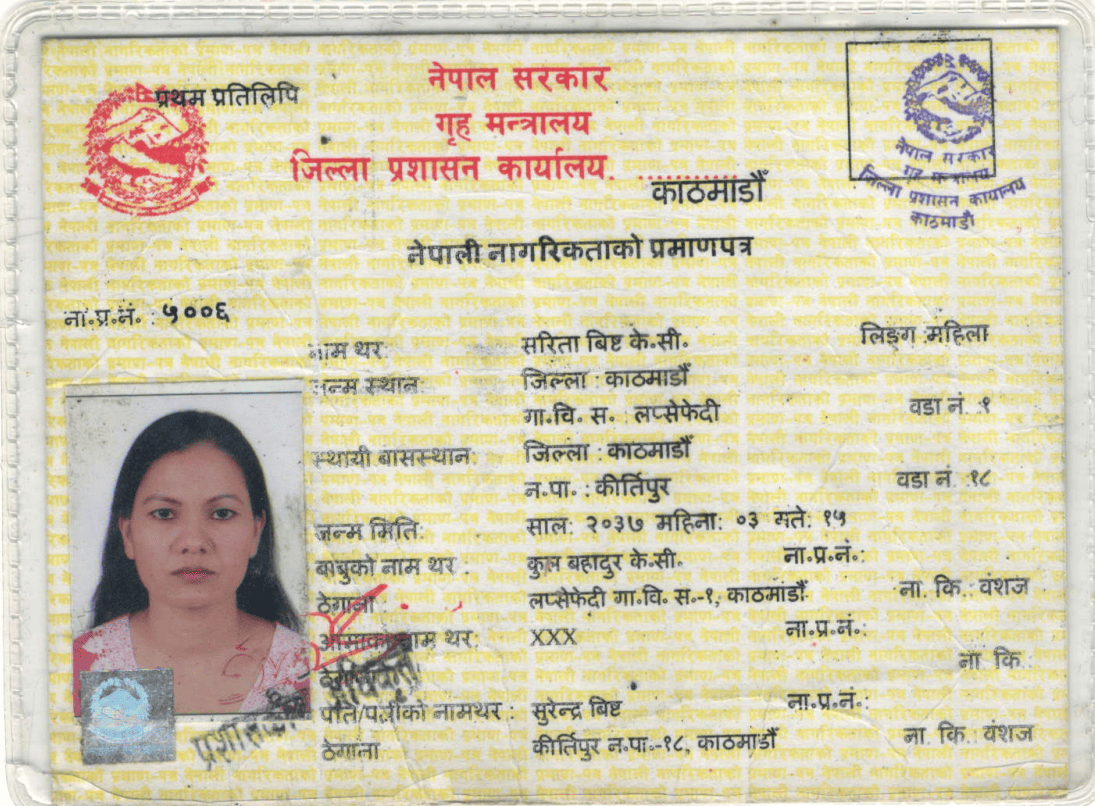 प्रथम प्रतिलिपि
नेपाल सरकार
गृह मन्त्रालय
जिल्ला प्रशासन कार्यालय, ............ काठमाडौं
नेपाल सरकार
गृह मन्त्रालय
जिल्ला प्रशासन कार्यालय
काठमाडौं
नेपाली नागरिकताको प्रमाणपत्र
ना.प्र.नं. : ५००६
नाम थर: सरिता बिष्ट के.सी. लिङ्ग :महिला
जन्म स्थान: जिल्ला : काठमाडौं
गा.वि. स. : लप्सेफेदी वडा नं. :१
स्थायी बासस्थान: जिल्ला : काठमाडौं
न.पा. : कीर्तिपुर वडा नं. :१८
जन्म मिति: साल: २०३७ महिना: ०३ गते: १५
बाबुको नाम थर : कुल बहादुर के.सी. ना.प्र.नं.:
ठेगाना : लप्सेफेदी गा.वि. स.-१, काठमाडौं ना. कि.: वंशज
आमाको नाम थर: XXX ना.प्र.नं.:
ठेगाना ना. कि.:
पति/पत्नीको नामथर : सुरेन्द्र बिष्ट ना.प्र.नं.:
ठेगाना कीर्तिपुर न.पा.-१८, काठमाडौं ना. कि.: वंशज